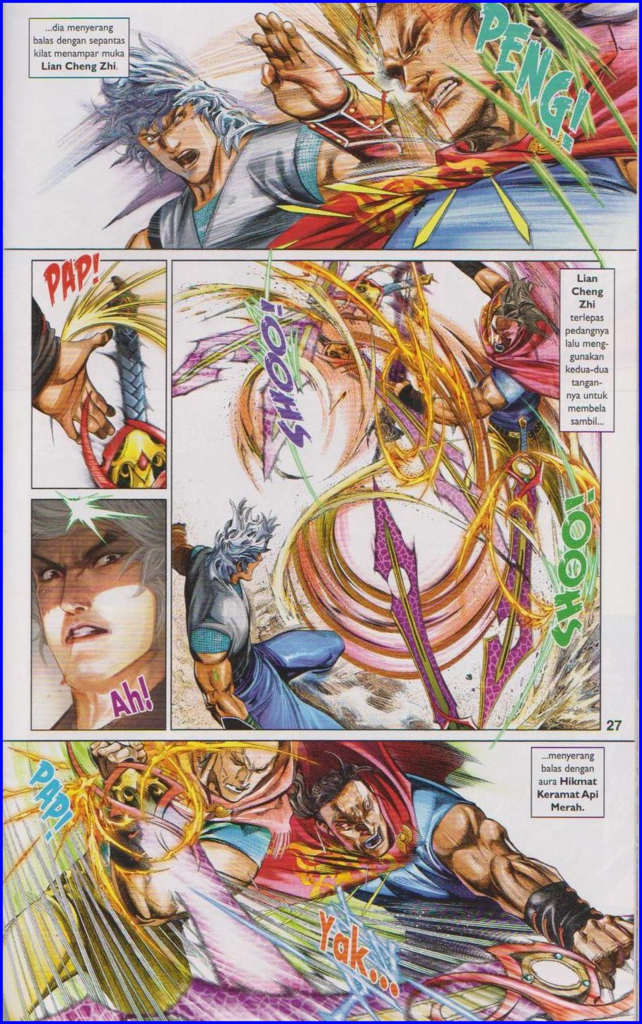 ...dia menyerang
balas dengan sepantas
kilat menampar muka
Lian Cheng Zhi.
PENG!
PAP!
SHOOI!
Lian
Cheng
Zhi
terlepas
pedangnya
lalu meng-
gunakan
kedua-dua
tangan-
nya untuk
membela
sambil...
SHOOI!
Ah!
27
PAP!
...menyerang
balas dengan
aura Hikmat
Keramat Api
Merah.
Yak...